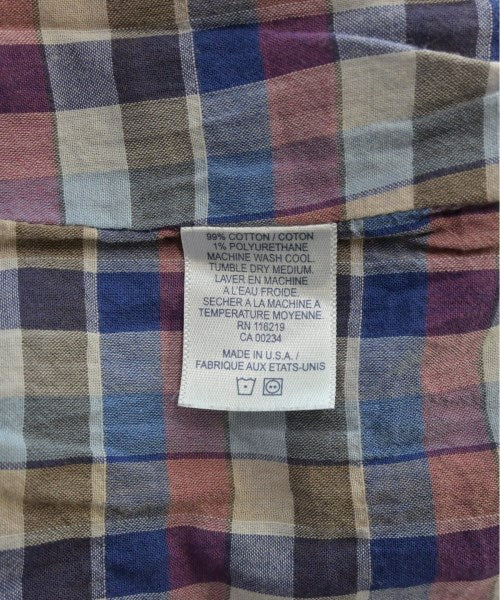 99% COTTON / COTON
1% POLYURETHANE
MACHINE WASH COOL.
TUMBLE DRY MEDIUM.
LAVER EN MACHINE
A L'EAU FROIDE.
SECHER A LA MACHINE A
TEMPERATURE MOYENNE.
RN 116219
CA 00234
MADE IN U.S.A. /
FABRIQUE AUX ETATS-UNIS